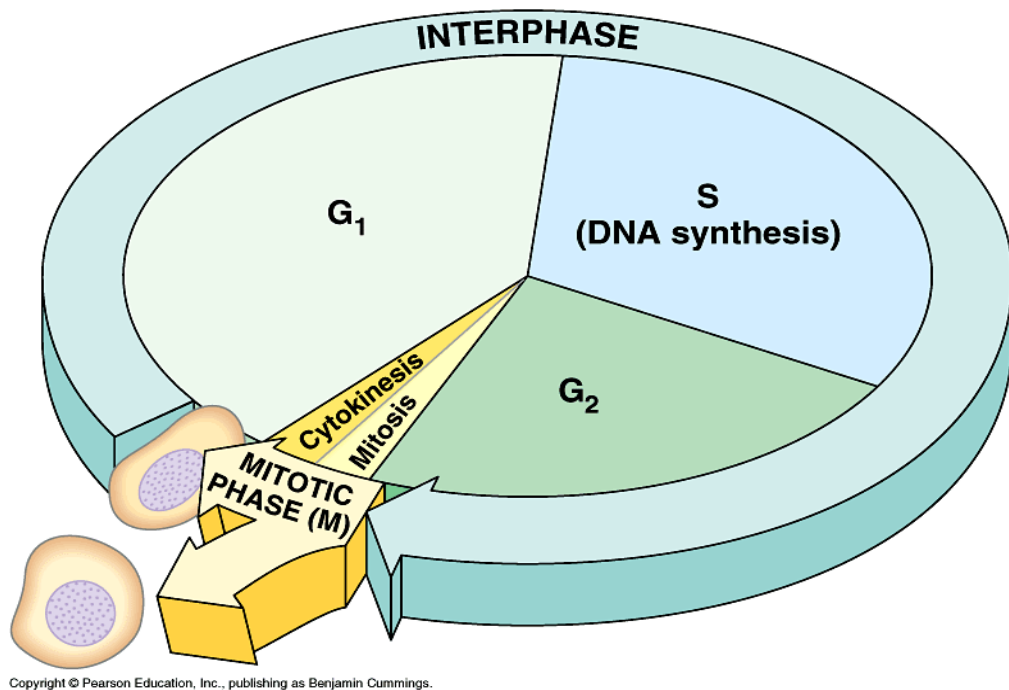 INTERPHASE
G₁
S
(DNA synthesis)
G₂
Cytokinesis
Mitosis
MITOTIC
PHASE (M)
Copyright © Pearson Education, Inc., publishing as Benjamin Cummings.